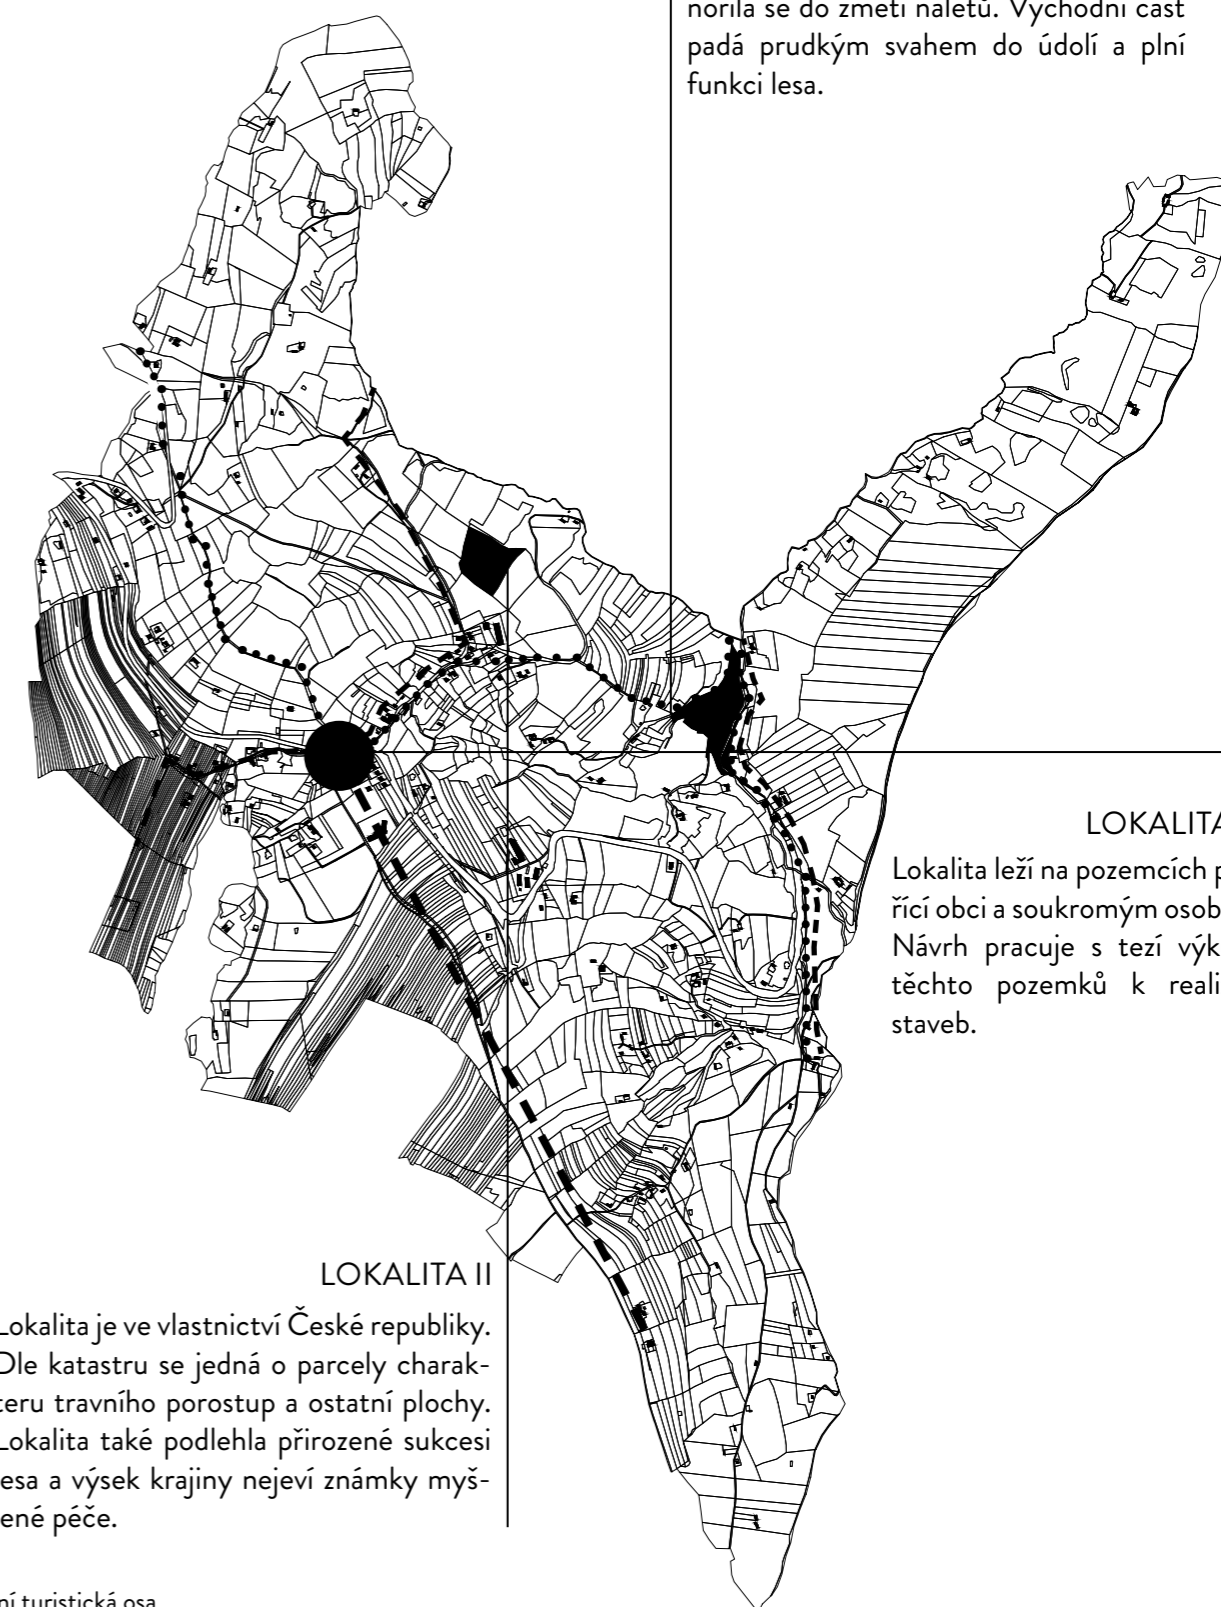 norila se do změti náletů. Východní část
padá prudkým svahem do údolí a plní
funkci lesa.
LOKALITA
Lokalita leží na pozemcích p
řící obci a soukromým osob
Návrh pracuje s tezí výk
těchto pozemků k reali
staveb.
LOKALITA II
Lokalita je ve vlastnictví České republiky.
Dle katastru se jedná o parcely charak-
teru travního porostup a ostatní plochy.
Lokalita také podlehla přirozené sukcesi
lesa a výsek krajiny nejeví známky myš-
lené péče.
ní turistická osa